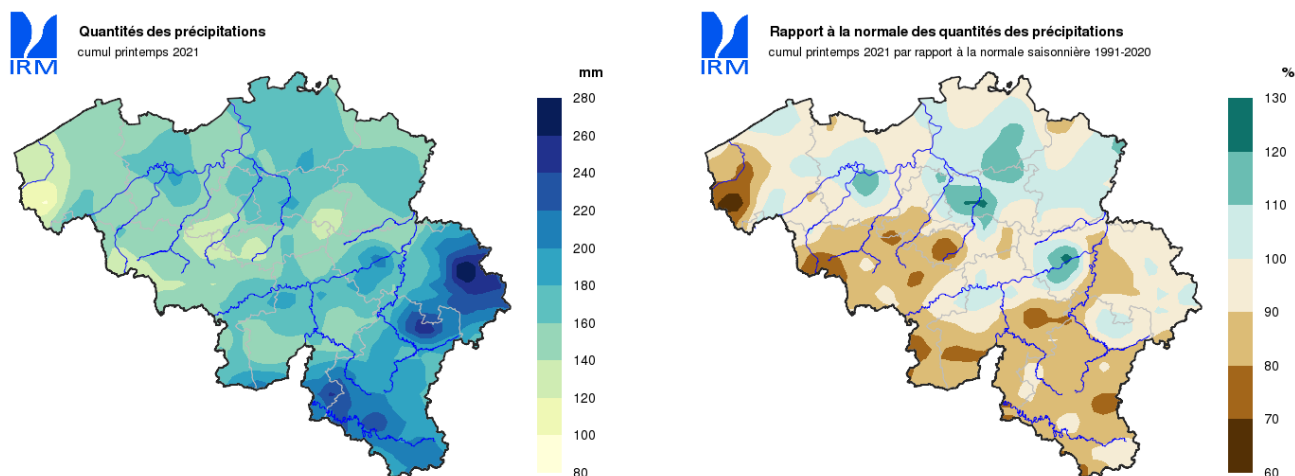 Quantités des précipitations
cumul printemps 2021
IRM
mm
280
260
240
220
200
180
160
140
120
100
80
Rapport à la normale des quantités des précipitations
cumul printemps 2021 par rapport à la normale saisonnière 1991-2020
IRM
%
130
120
110
100
90
80
70
60